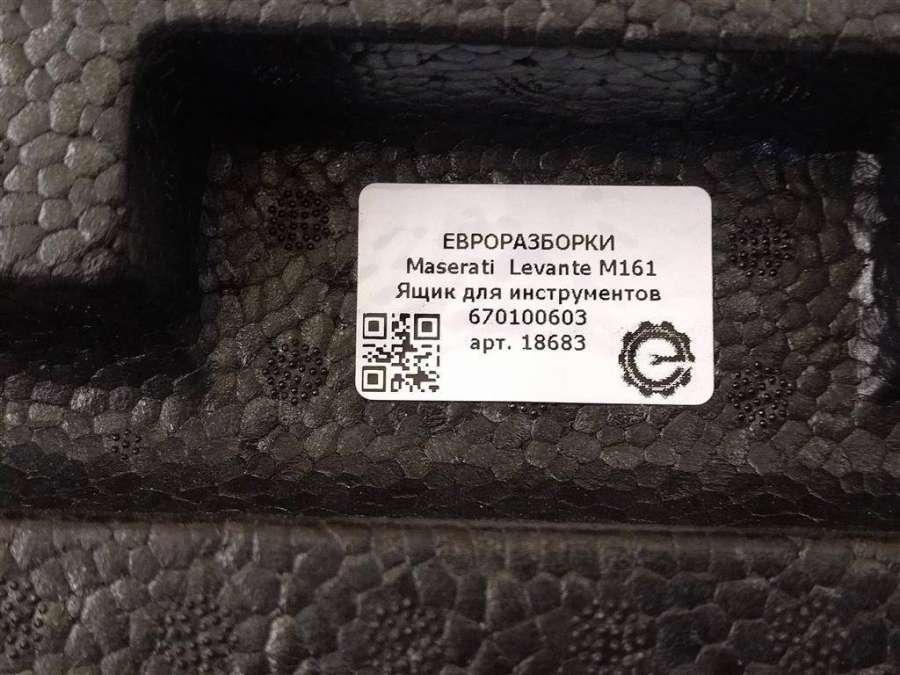 ЕВРОРАЗБОРКИ
Maserati Levante M161
Ящик для инструментов
670100603
арт. 18683